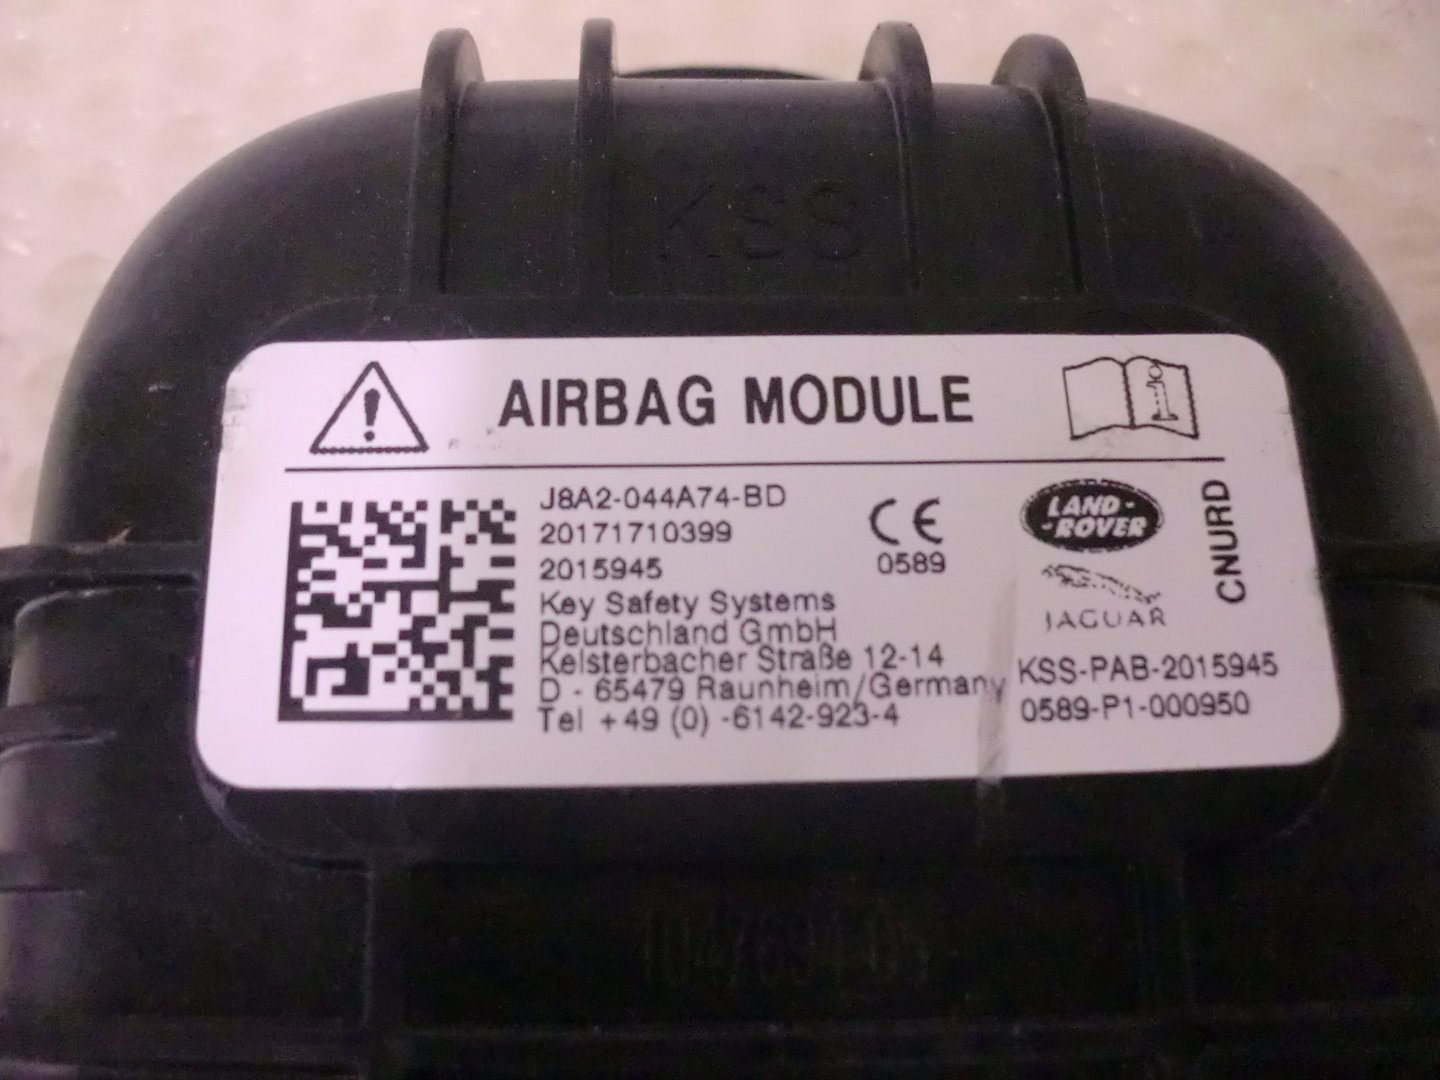 KSS
AIRBAG MODULE
J8A2-044A74-BD
20171710399
2015945
Key Safety Systems
Deutschland GmbH
Kelsterbacher Straße 12-14
D - 65479 Raunheim/Germany
Tel +49 (0) -6142-923-4
CE
0589
LAND-
-ROVER
JAGUAR
CNURD
KSS-PAB-2015945
0589-P1-000950